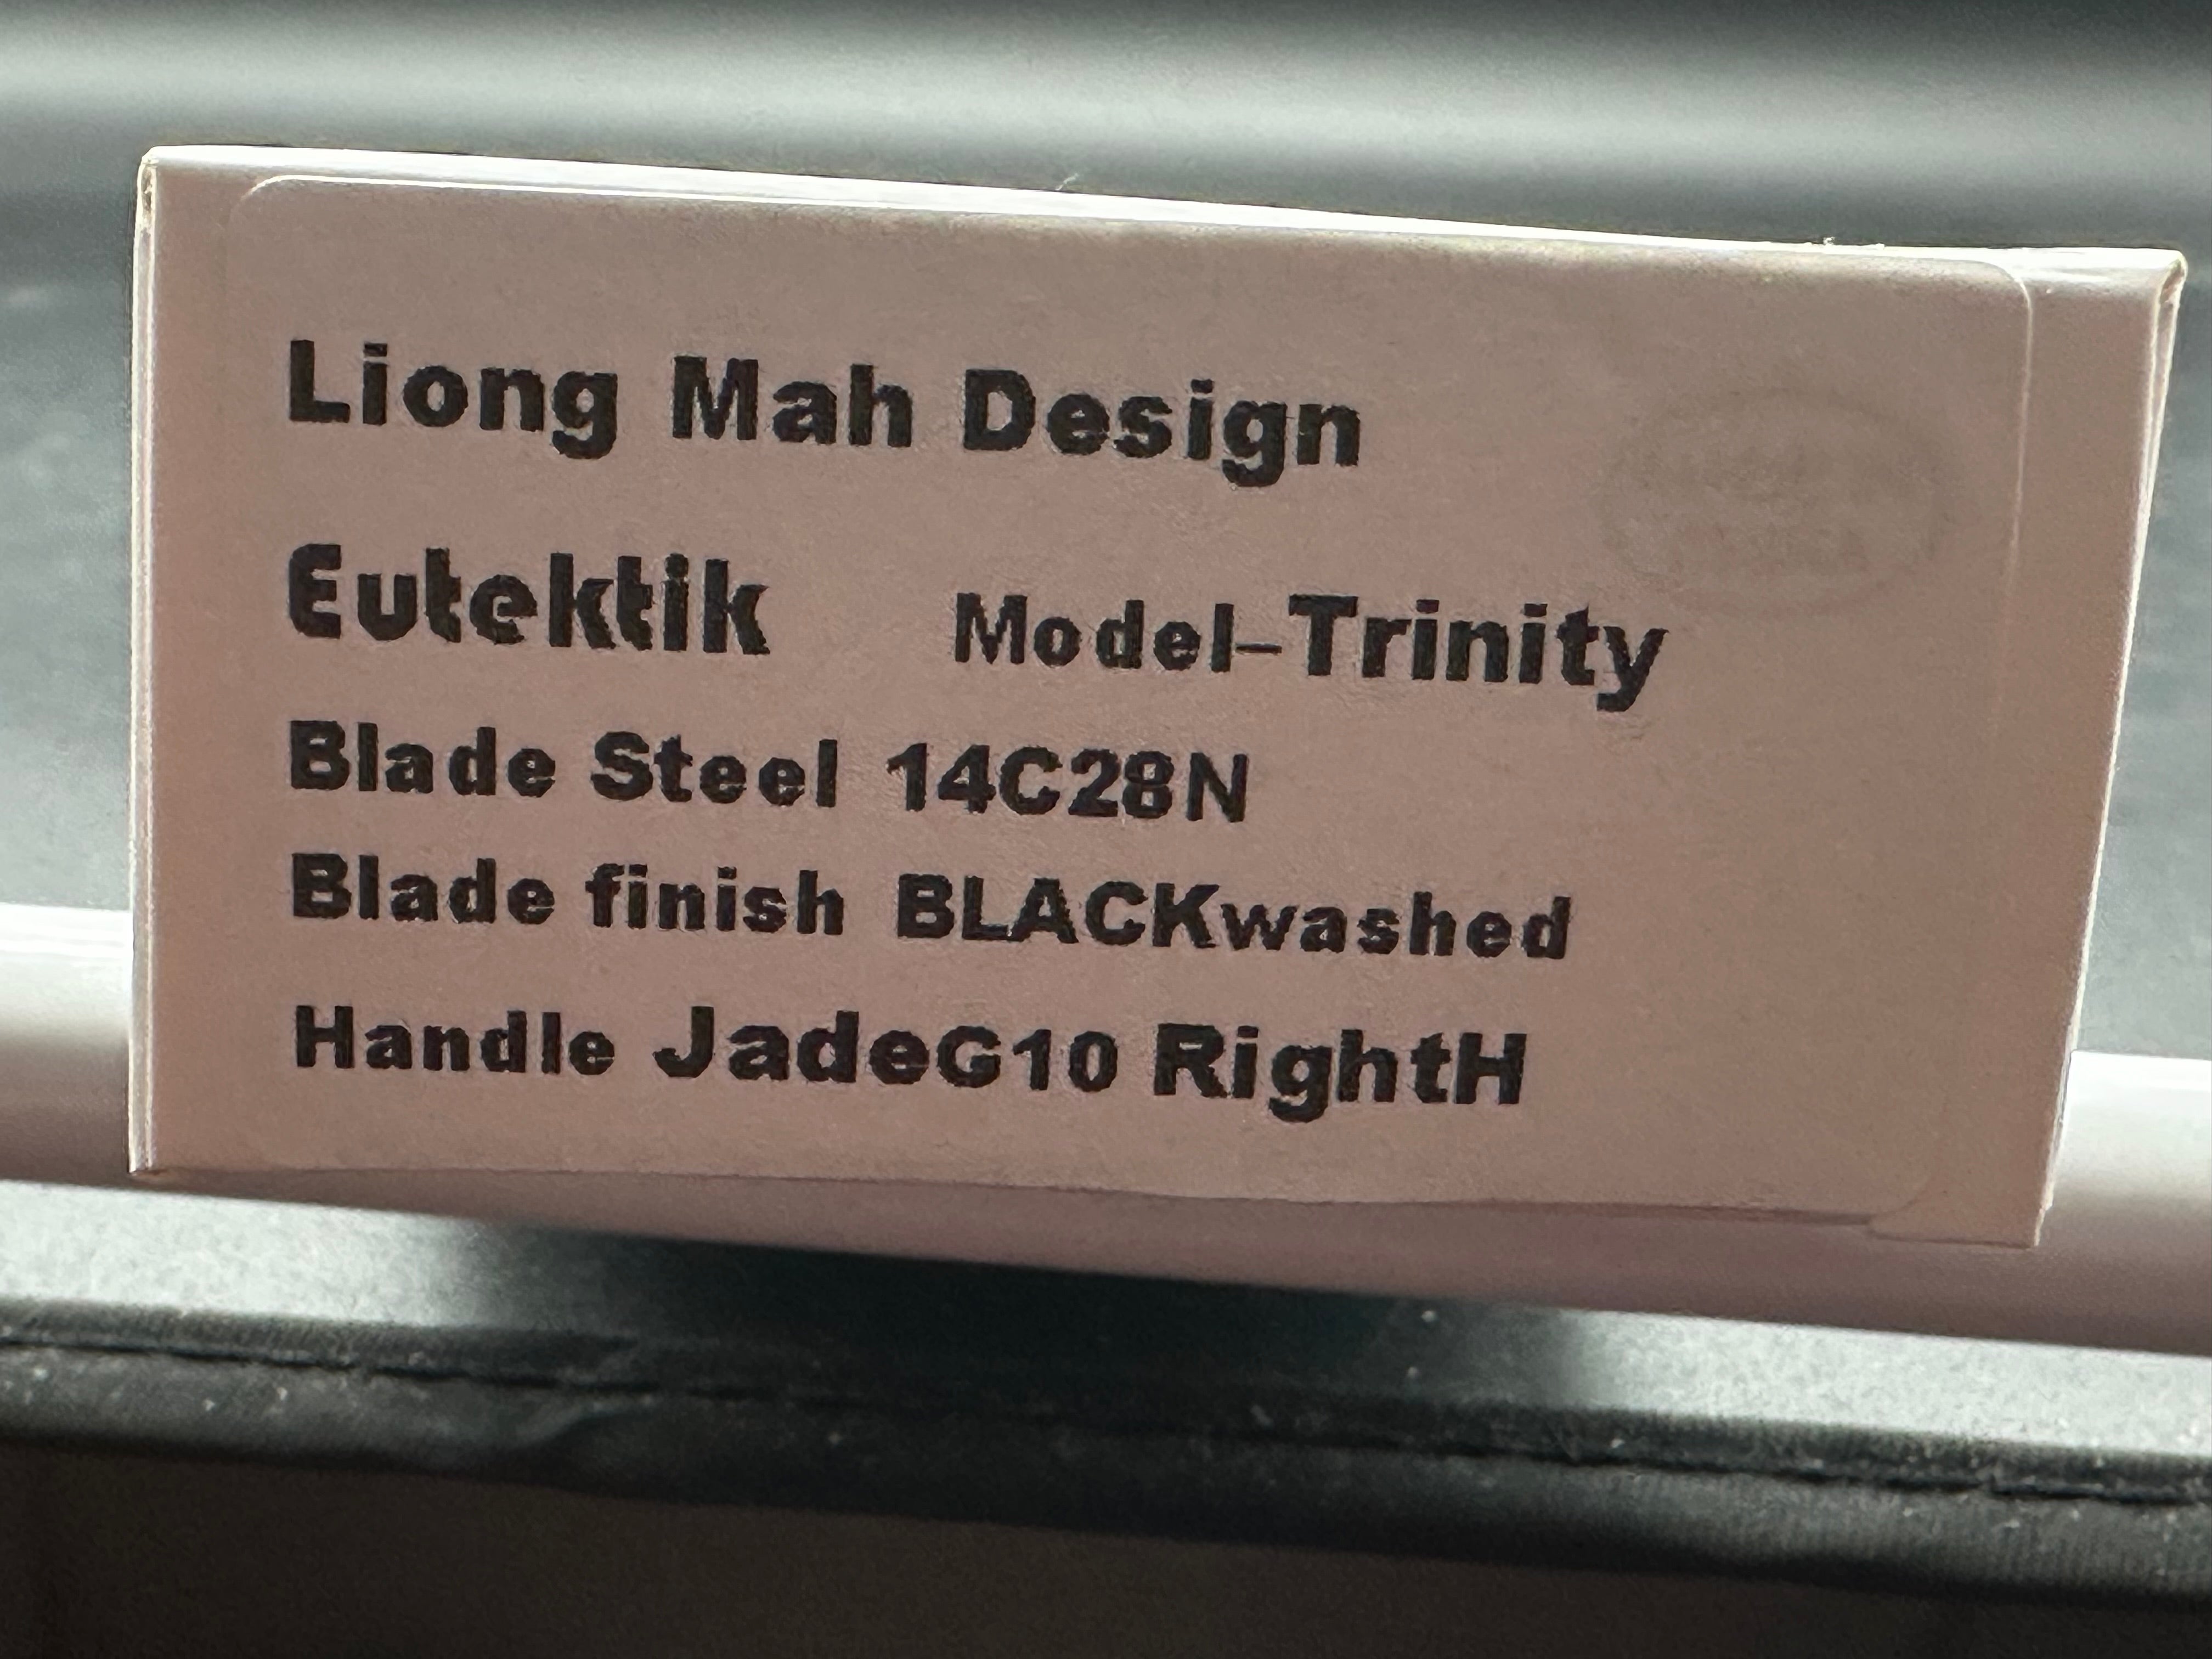 Liong Mah Design
Eutektik Model–Trinity
Blade Steel 14C28N
Blade finish BLACKwashed
Handle JadeG10 RightH